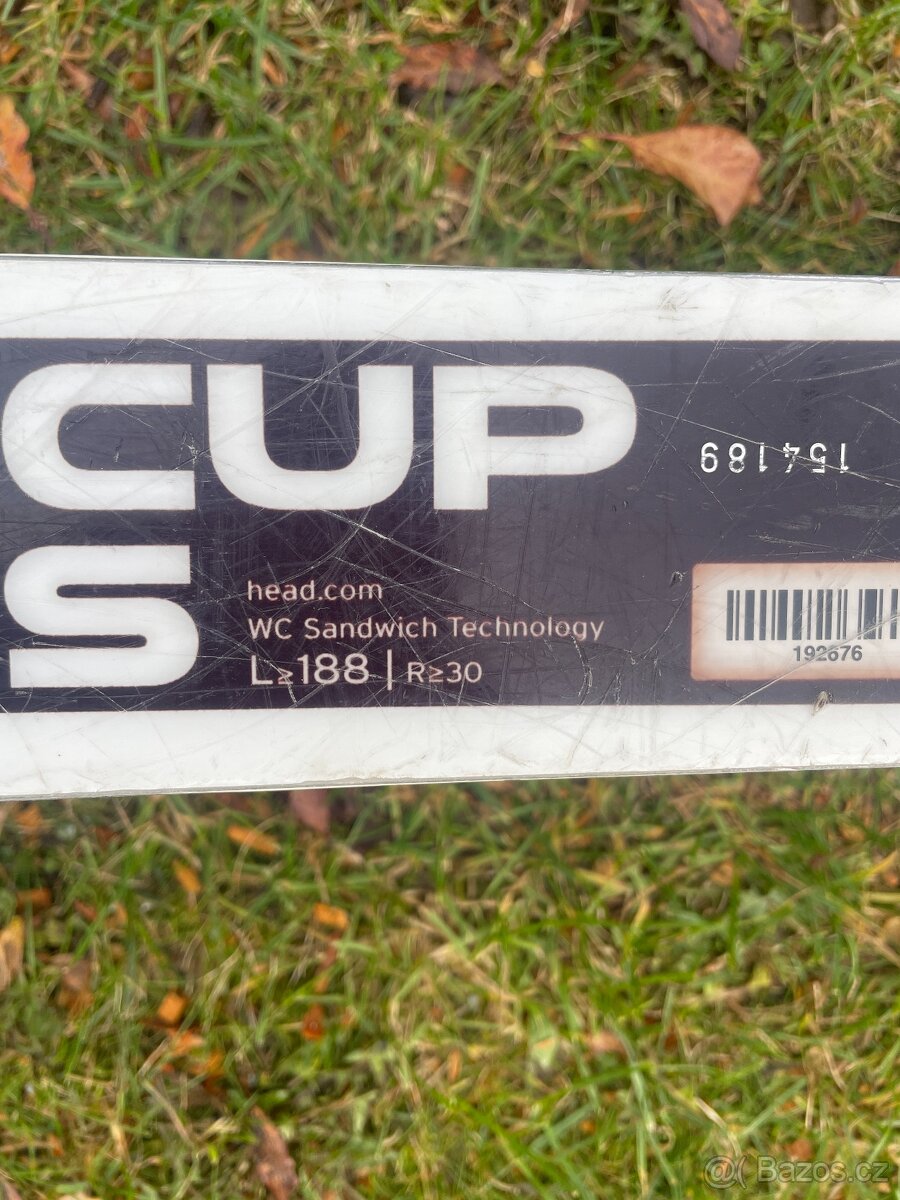 CUP
154189
S
head.com
WC Sandwich Technology
L≥188 | R≥30
192676
@( Bazos.cz